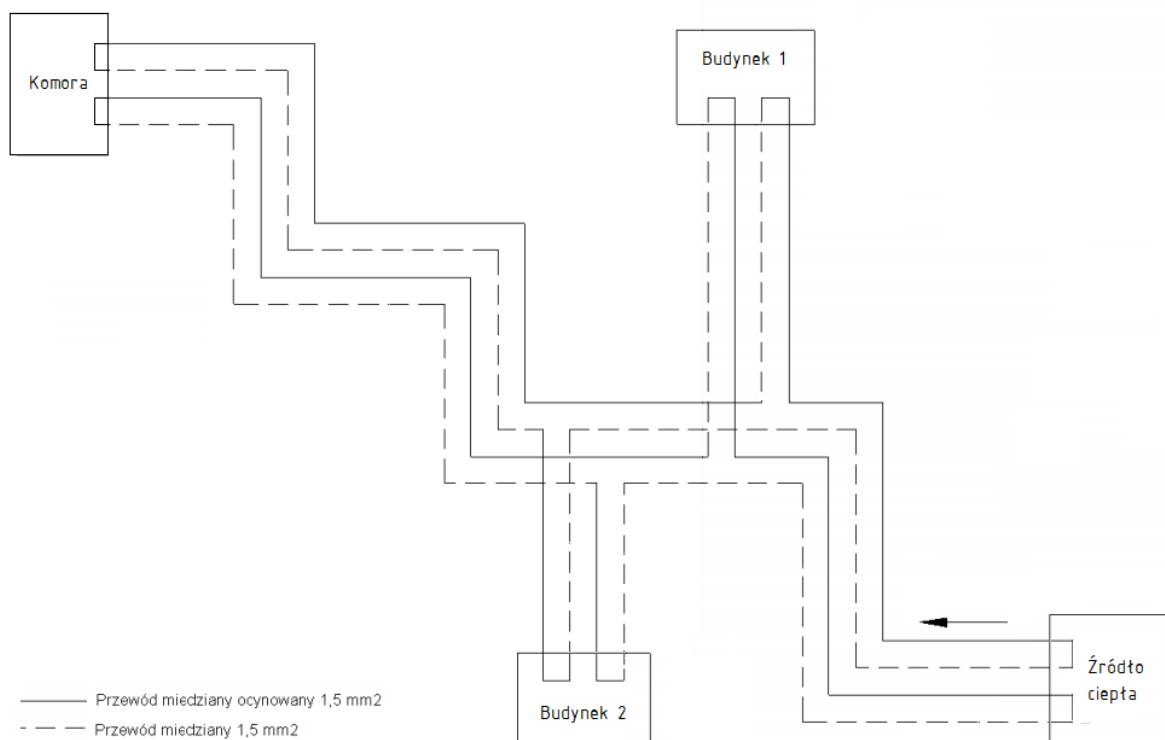 Komora
Budynek 1
Źródło
ciepła
Budynek 2
Przewód miedziany ocynowany 1,5 mm2
Przewód miedziany 1,5 mm2